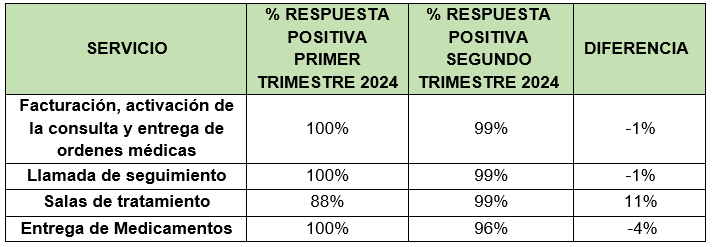 SERVICIO
% RESPUESTA
POSITIVA
PRIMER
TRIMESTRE 2024
% RESPUESTA
POSITIVA
SEGUNDO
TRIMESTRE 2024
DIFERENCIA
Facturación, activación de
la consulta y entrega de
ordenes médicas
100%
99%
-1%
Llamada de seguimiento
100%
99%
-1%
Salas de tratamiento
88%
99%
11%
Entrega de Medicamentos
100%
96%
-4%